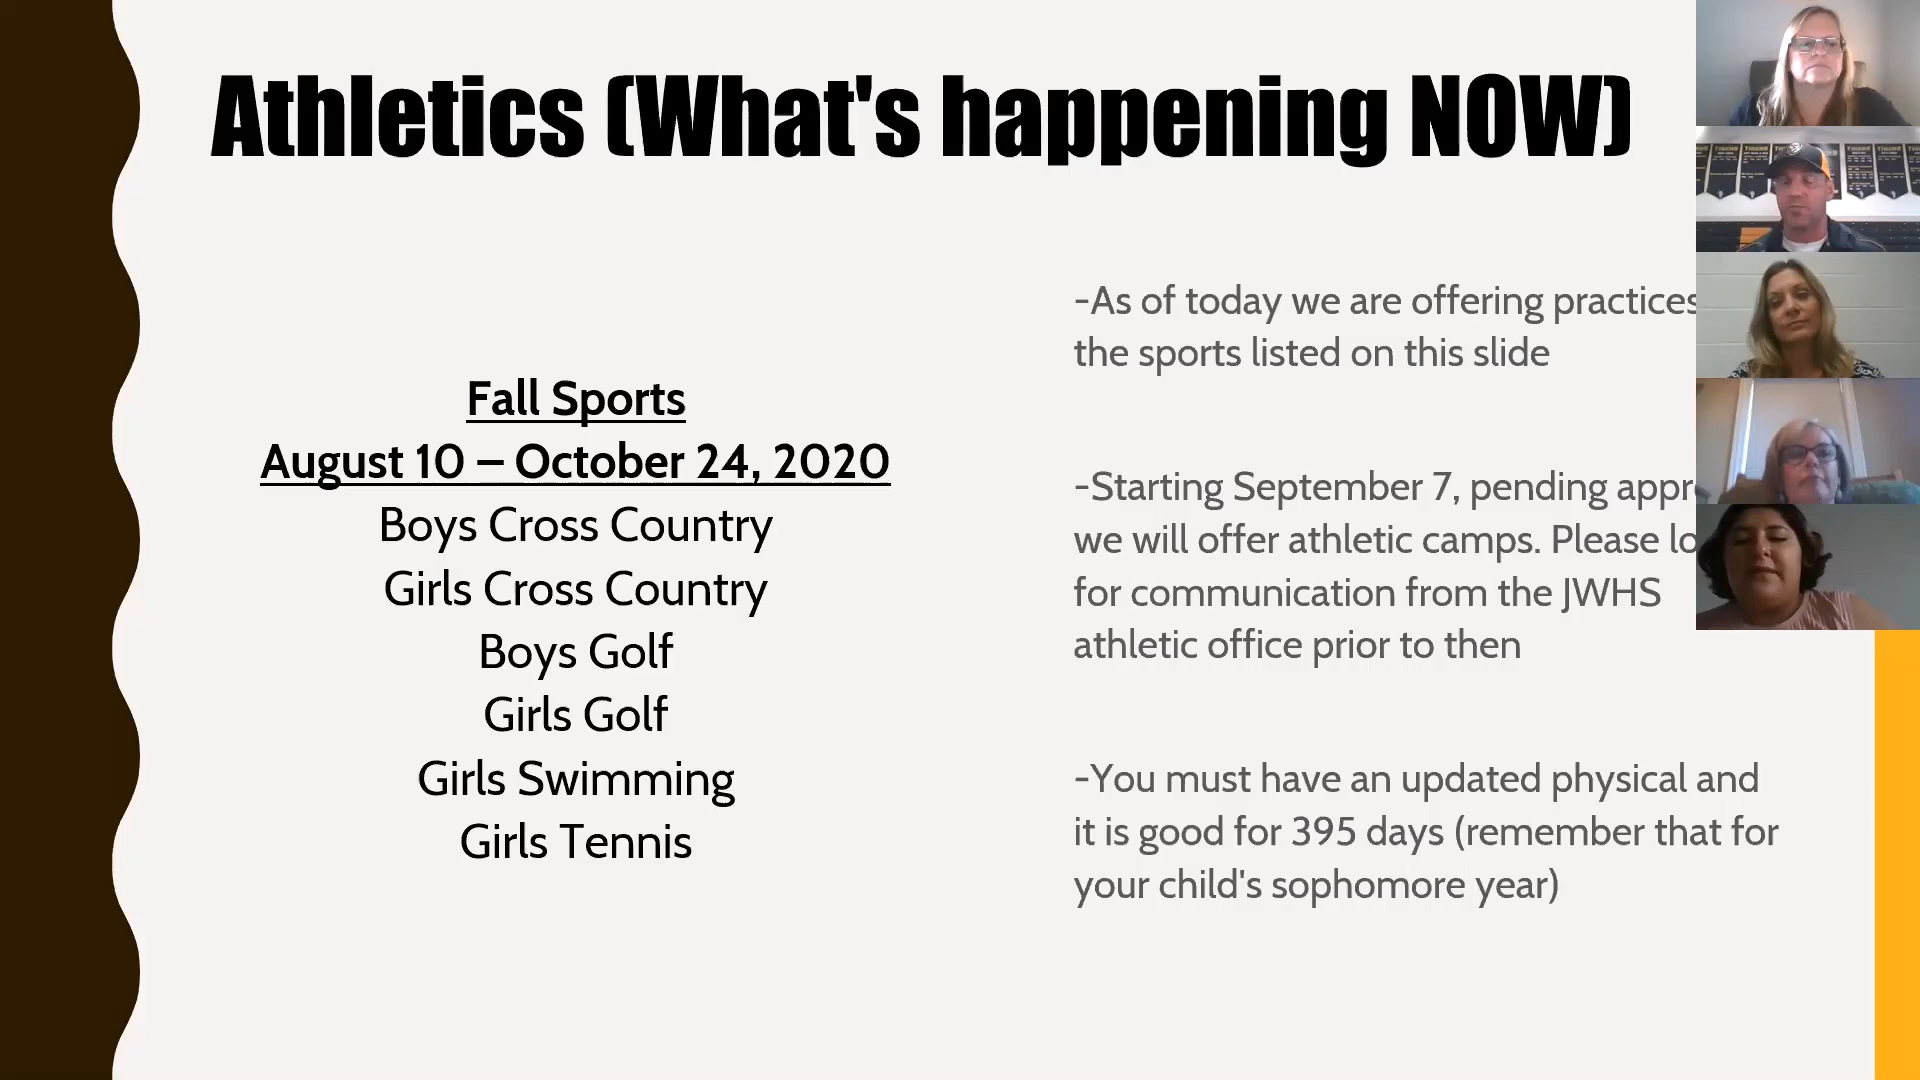 Athletics (What's happening NOW)
Fall Sports
August 10 – October 24, 2020
Boys Cross Country
Girls Cross Country
Boys Golf
Girls Golf
Girls Swimming
Girls Tennis
-As of today we are offering practices
the sports listed on this slide
-Starting September 7, pending
we will offer athletic camps. Please
for communication from the JWHS
athletic office prior to then
-You must have an updated physical and
it is good for 395 days (remember that for
your child's sophomore year)